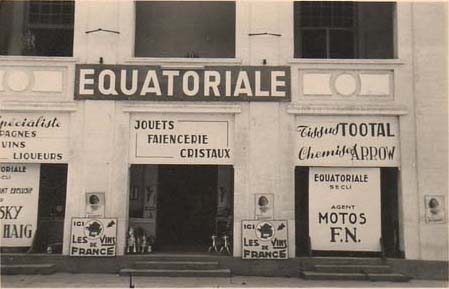 EQUATORIALE
Spécialiste
PAGNES
VINS
LIQUEURS
JOUETS
FAIENCERIE
CRISTAUX
Tissus TOOTAL
Chemises ARROW
SKY
HAIG
ICI
LES Vins
DE
FRANCE
ICI
LES Vins
DE
FRANCE
EQUATORIALE
SECLI
AGENT
MOTOS
F.N.